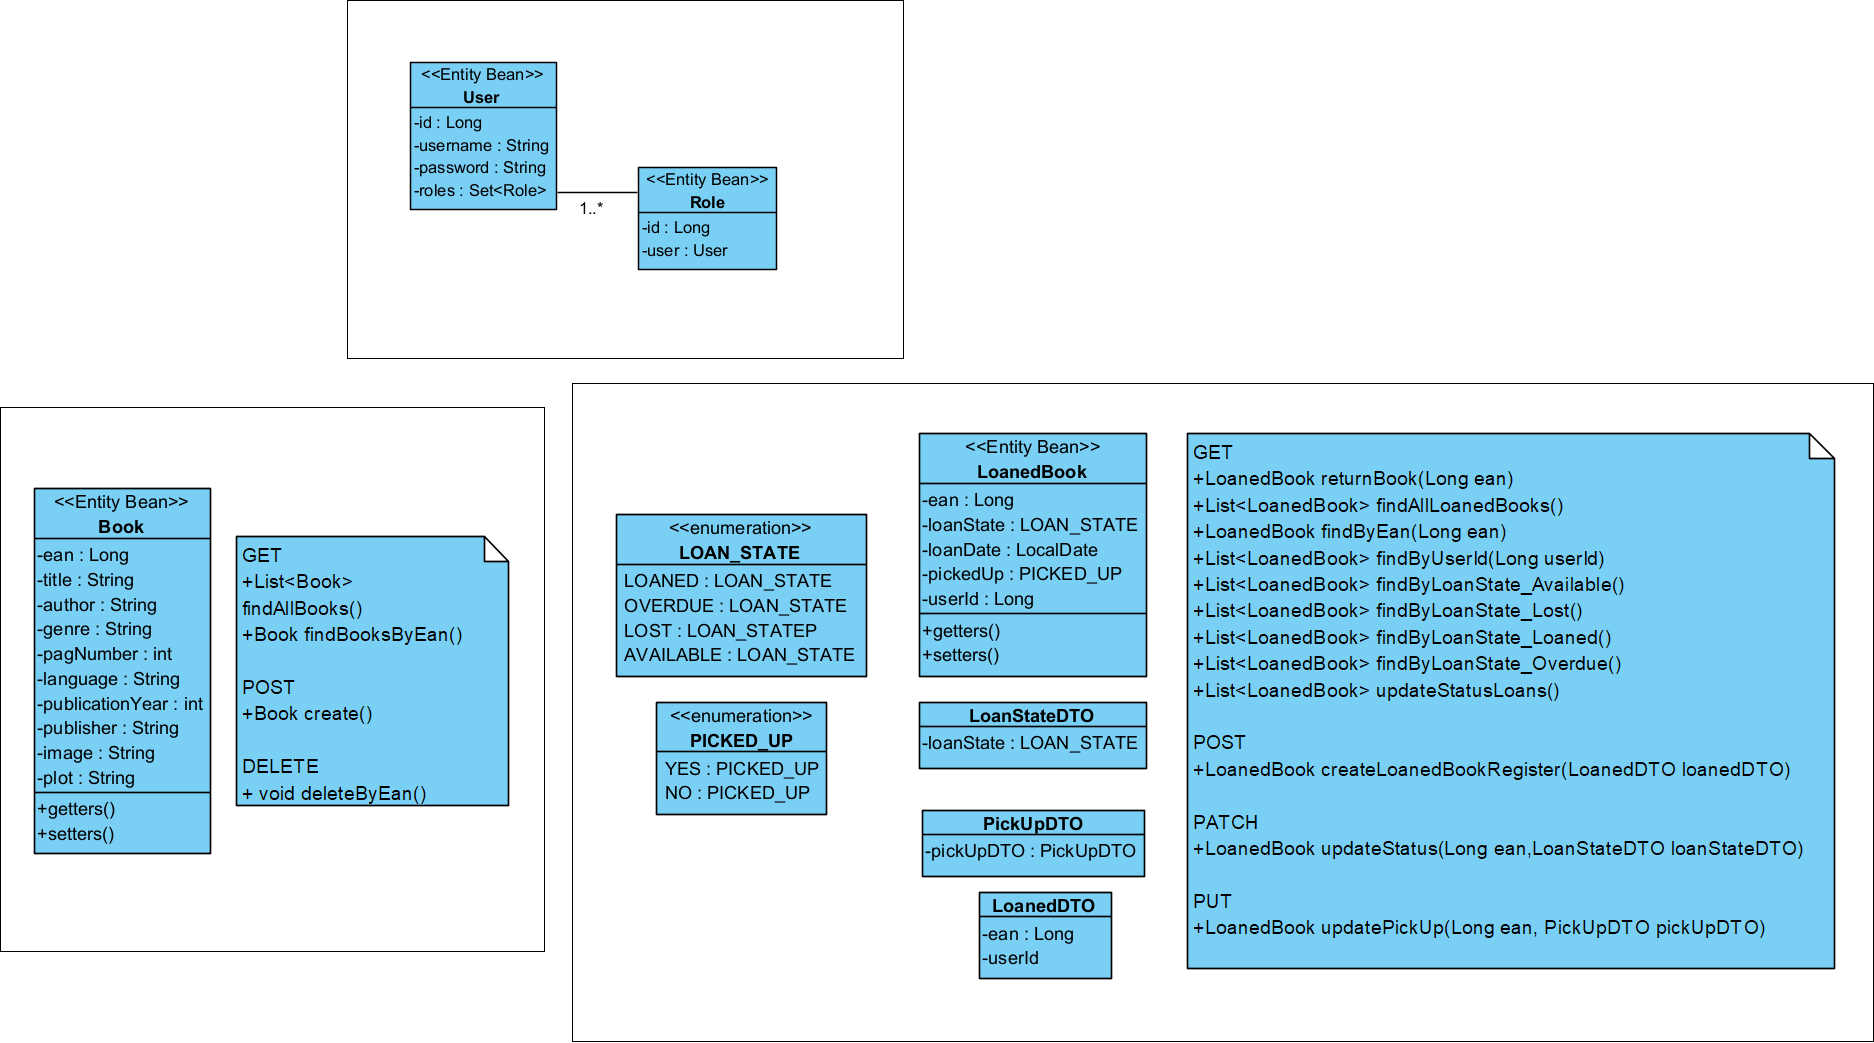 <<Entity Bean>>
User
-id : Long
-username : String
-password : String
-roles : Set<Role>
1..*
<<Entity Bean>>
Role
-id : Long
-user : User
<<Entity Bean>>
Book
-ean : Long
-title : String
-author : String
-genre : String
-pagNumber : int
-language : String
-publicationYear : int
-publisher : String
-image : String
-plot : String
+getters()
+setters()
GET
+List<Book>
findAllBooks()
+Book findBooksByEan()
POST
+Book create()
DELETE
+ void deleteByEan()
<<enumeration>>
LOAN_STATE
LOANED : LOAN_STATE
OVERDUE : LOAN_STATE
LOST : LOAN_STATEP
AVAILABLE : LOAN_STATE
<<enumeration>>
PICKED_UP
YES : PICKED_UP
NO : PICKED_UP
<<Entity Bean>>
LoanedBook
-ean : Long
-loanState : LOAN_STATE
-loanDate : LocalDate
-pickedUp : PICKED_UP
-userId : Long
+getters()
+setters()
LoanStateDTO
-loanState : LOAN_STATE
PickUpDTO
-pickUpDTO : PickUpDTO
LoanedDTO
-ean : Long
-userId
GET
+LoanedBook returnBook(Long ean)
+List<LoanedBook> findAllLoanedBooks()
+LoanedBook findByEan(Long ean)
+List<LoanedBook> findByUserId(Long userId)
+List<LoanedBook> findByLoanState_Available()
+List<LoanedBook> findByLoanState_Lost()
+List<LoanedBook> findByLoanState_Loaned()
+List<LoanedBook> findByLoanState_Overdue()
+List<LoanedBook> updateStatusLoans()
POST
+LoanedBook createLoanedBookRegister(LoanedDTO loanedDTO)
PATCH
+LoanedBook updateStatus(Long ean,LoanStateDTO loanStateDTO)
PUT
+LoanedBook updatePickUp(Long ean, PickUpDTO pickUpDTO)